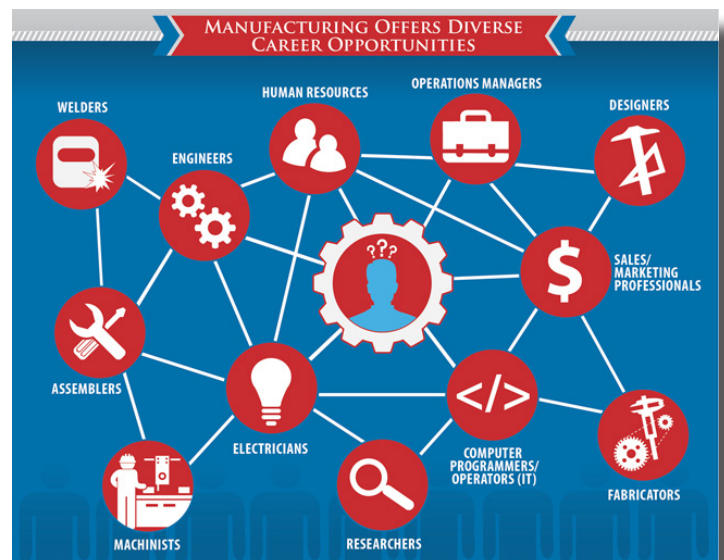 MANUFACTURING OFFERS DIVERSE
CAREER OPPORTUNITIES
WELDERS
HUMAN RESOURCES
OPERATIONS MANAGERS
DESIGNERS
ENGINEERS
???
SALES/
MARKETING
PROFESSIONALS
$
ASSEMBLERS
ELECTRICIANS
</>
COMPUTER
PROGRAMMERS/
OPERATORS (IT)
FABRICATORS
MACHINISTS
RESEARCHERS